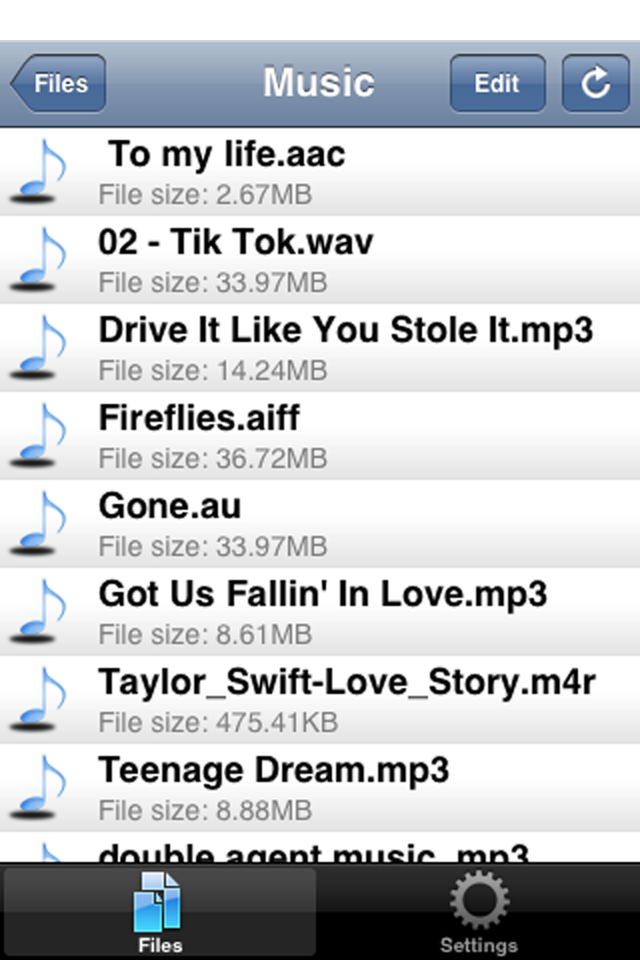 Files
Music
Edit
To my life.aac
File size: 2.67MB
02 - Tik Tok.wav
File size: 33.97MB
Drive It Like You Stole It.mp3
File size: 14.24MB
Fireflies.aiff
File size: 36.72MB
Gone.au
File size: 33.97MB
Got Us Fallin' In Love.mp3
File size: 8.61MB
Taylor_Swift-Love_Story.m4r
File size: 475.41KB
Teenage Dream.mp3
File size: 8.88MB
double agent music mp3
Files
Settings